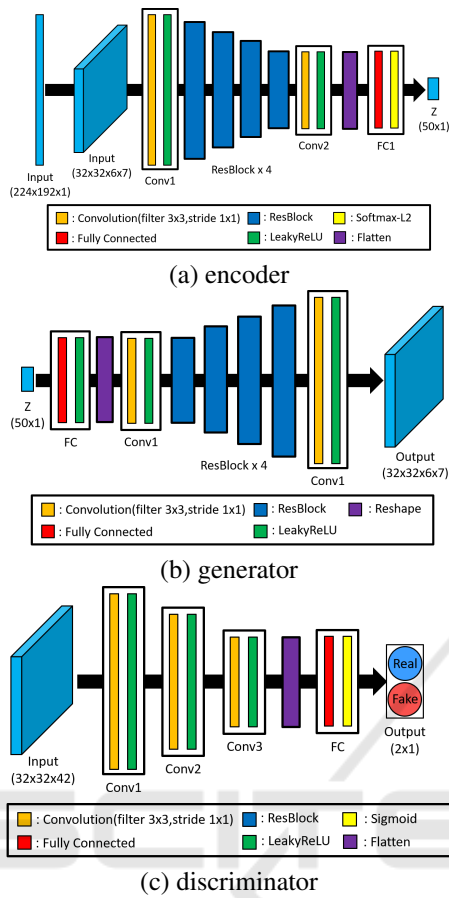 Input
(224x192x1)
Input
(32x32x6x7)
Conv1
ResBlock x 4
Conv2
FC1
Z
(50x1)
: Convolution(filter 3x3,stride 1x1)
: ResBlock
: Softmax-L2
: Fully Connected
: LeakyReLU
: Flatten
(a) encoder
Z
(50x1)
FC
Conv1
ResBlock x 4
Conv1
Output
(32x32x6x7)
: Convolution(filter 3x3,stride 1x1)
: ResBlock
: Reshape
: Fully Connected
: LeakyReLU
(b) generator
Input
(32x32x42)
Conv1
Conv2
Conv3
FC
Real
Fake
Output
(2x1)
: Convolution(filter 3x3,stride 1x1)
: ResBlock
: Sigmoid
: Fully Connected
: LeakyReLU
: Flatten
(c) discriminator